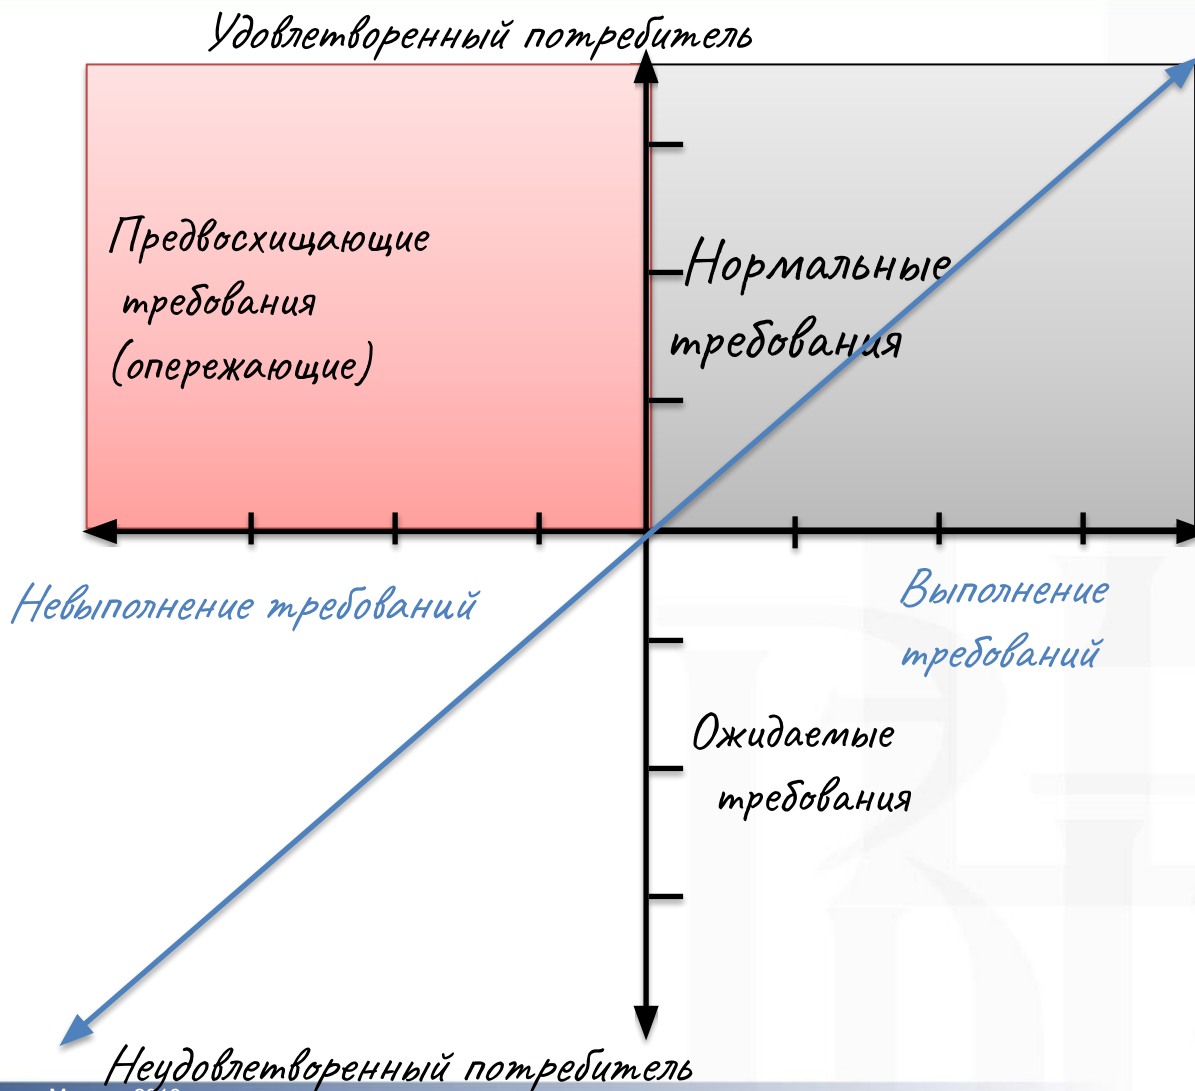 Удовлетворенный потребитель
Предвосхищающие
требования
(опережающие)
Нормальные
требования
Невыполнение требований
Выполнение
требований
Ожидаемые
требования
Неудовлетворенный потребитель